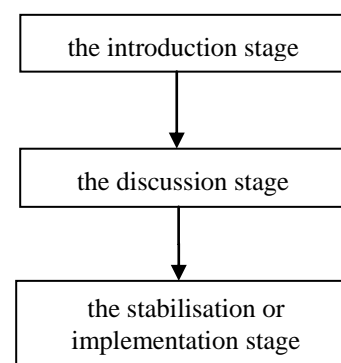 the introduction stage
the discussion stage
the stabilisation or
implementation stage